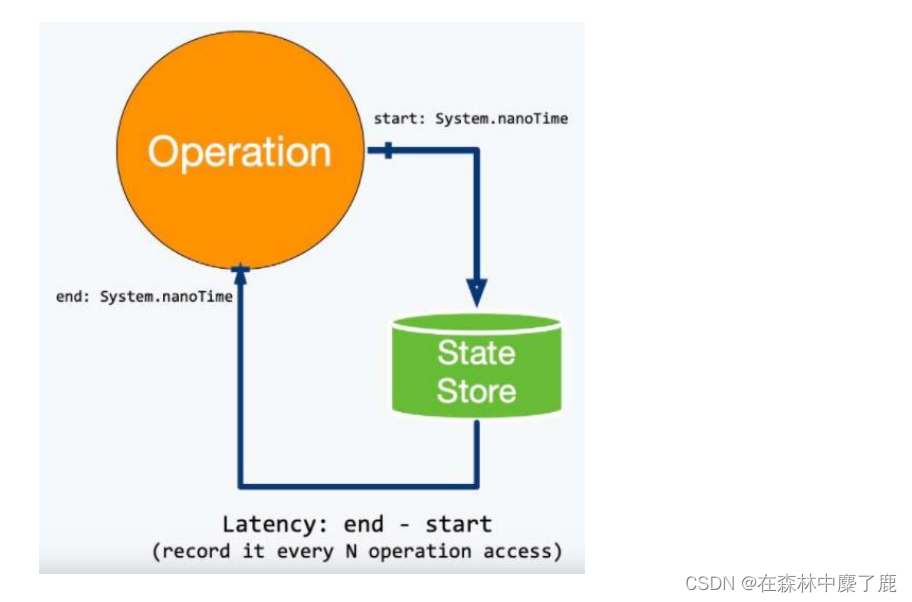 Operation
start: System.nanoTime
end: System.nanoTime
State
Store
Latency: end - start
(record it every N operation access)
CSDN @在森林中麋了鹿